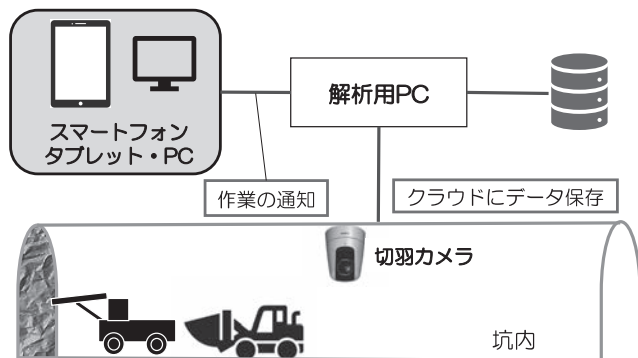 スマートフォン
タブレット・PC
解析用PC
作業の通知
クラウドにデータ保存
切羽カメラ
坑内